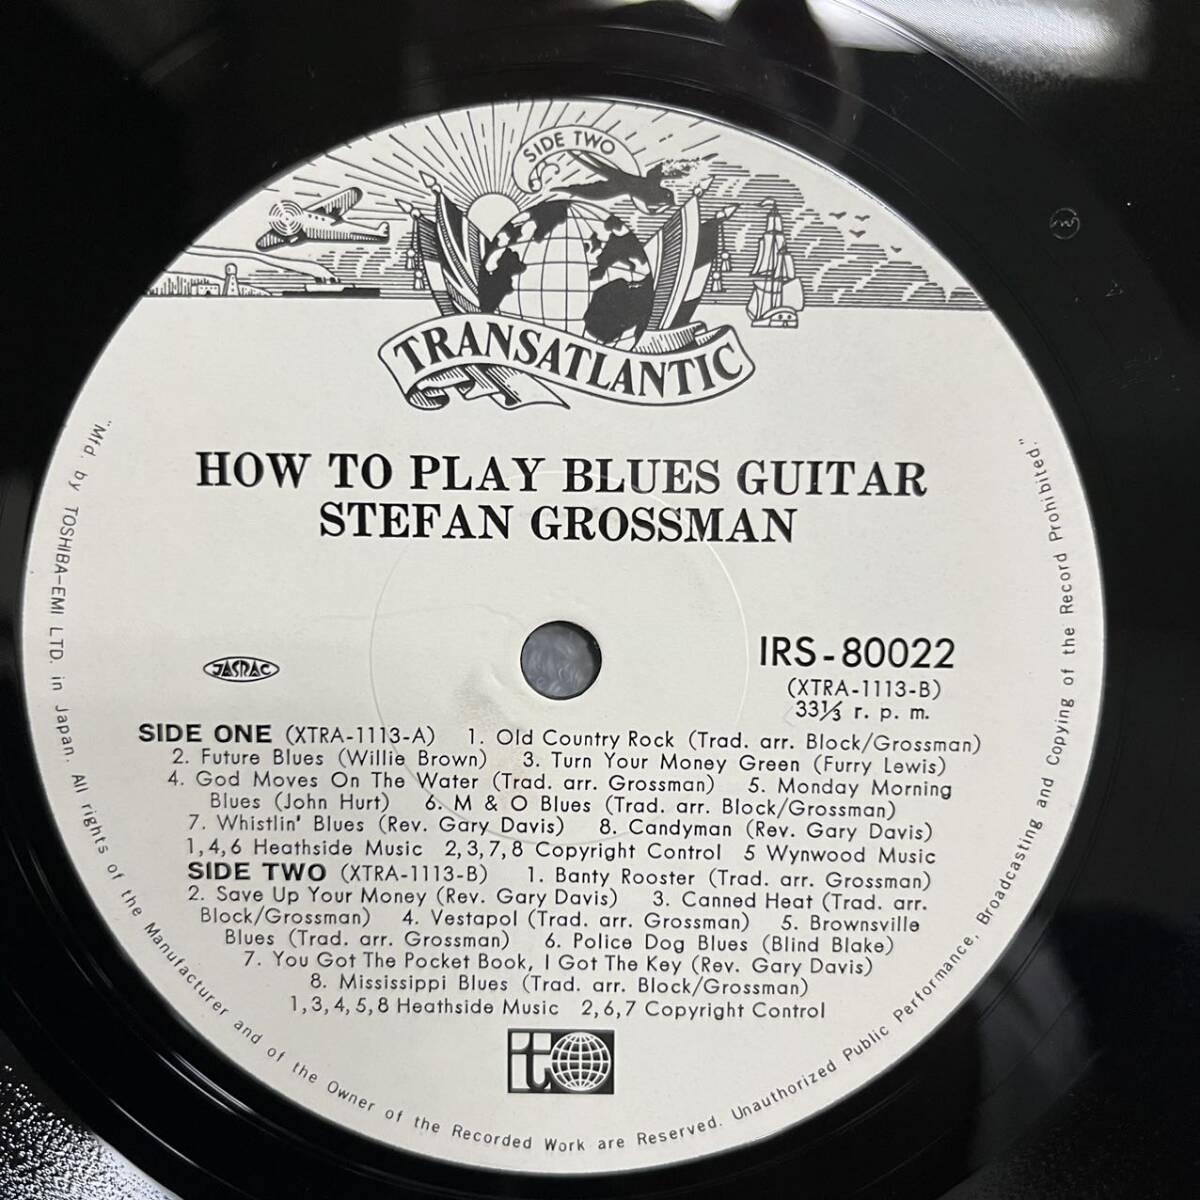 SIDE TWO
TRANSATLANTIC
HOW TO PLAY BLUES GUITAR
STEFAN GROSSMAN
IRS-80022
(XTRA-1113-B)
33⅓ r. p. m.
JASRAC
SIDE ONE (XTRA-1113-A) 1. Old Country Rock (Trad. arr. Block/Grossman)
2. Future Blues (Willie Brown) 3. Turn Your Money Green (Furry Lewis)
4. God Moves On The Water (Trad. arr. Grossman) 5. Monday Morning
Blues (John Hurt) 6. M & O Blues (Trad. arr. Block/Grossman)
7. Whistlin' Blues (Rev. Gary Davis) 8. Candyman (Rev. Gary Davis)
1,4,6 Heathside Music 2,3,7,8 Copyright Control 5 Wynwood Music
SIDE TWO (XTRA-1113-B) 1. Banty Rooster (Trad. arr. Grossman)
2. Save Up Your Money (Rev. Gary Davis) 3. Canned Heat (Trad. arr.
Block/Grossman) 4. Vestapol (Trad. arr. Grossman) 5. Brownsville
Blues (Trad. arr. Grossman) 6. Police Dog Blues (Blind Blake)
7. You Got The Pocket Book, I Got The Key (Rev. Gary Davis)
8. Mississippi Blues (Trad. arr. Block/Grossman)
1,3,4,5,8 Heathside Music 2,6,7 Copyright Control
t
"Mfd. by TOSHIBA-EMI LTD. in Japan. All rights of the Manufacturer and of the Owner of the Recorded Work are Reserved. Unauthorized Public Performance, Broadcasting and Copying of the Record Prohibited."